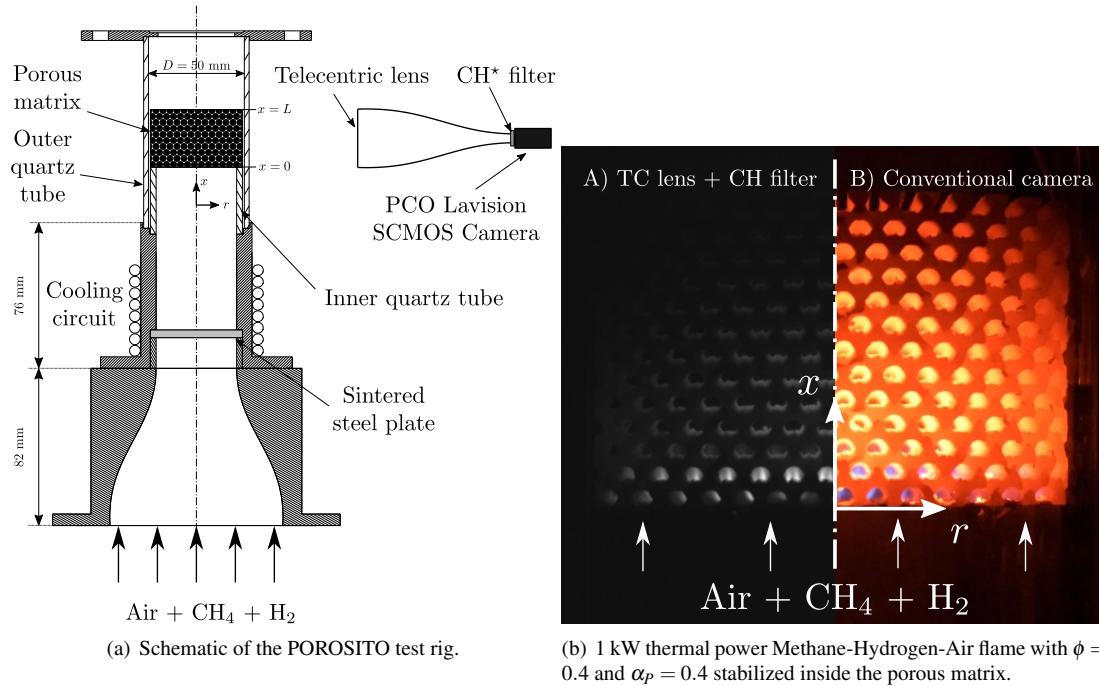 D = 50 mm
Porous
matrix
x = L
Outer
quartz
tube
x = 0
x
r
Telecentric lens
CH* filter
PCO Lavision
SCMOS Camera
76 mm
Cooling
circuit
Inner quartz tube
Sintered
steel plate
82 mm
Air + CH₄ + H₂
(a) Schematic of the POROSITO test rig.
A) TC lens + CH filter
B) Conventional camera
x
r
Air + CH₄ + H₂
(b) 1 kW thermal power Methane-Hydrogen-Air flame with ϕ =
0.4 and α_P = 0.4 stabilized inside the porous matrix.